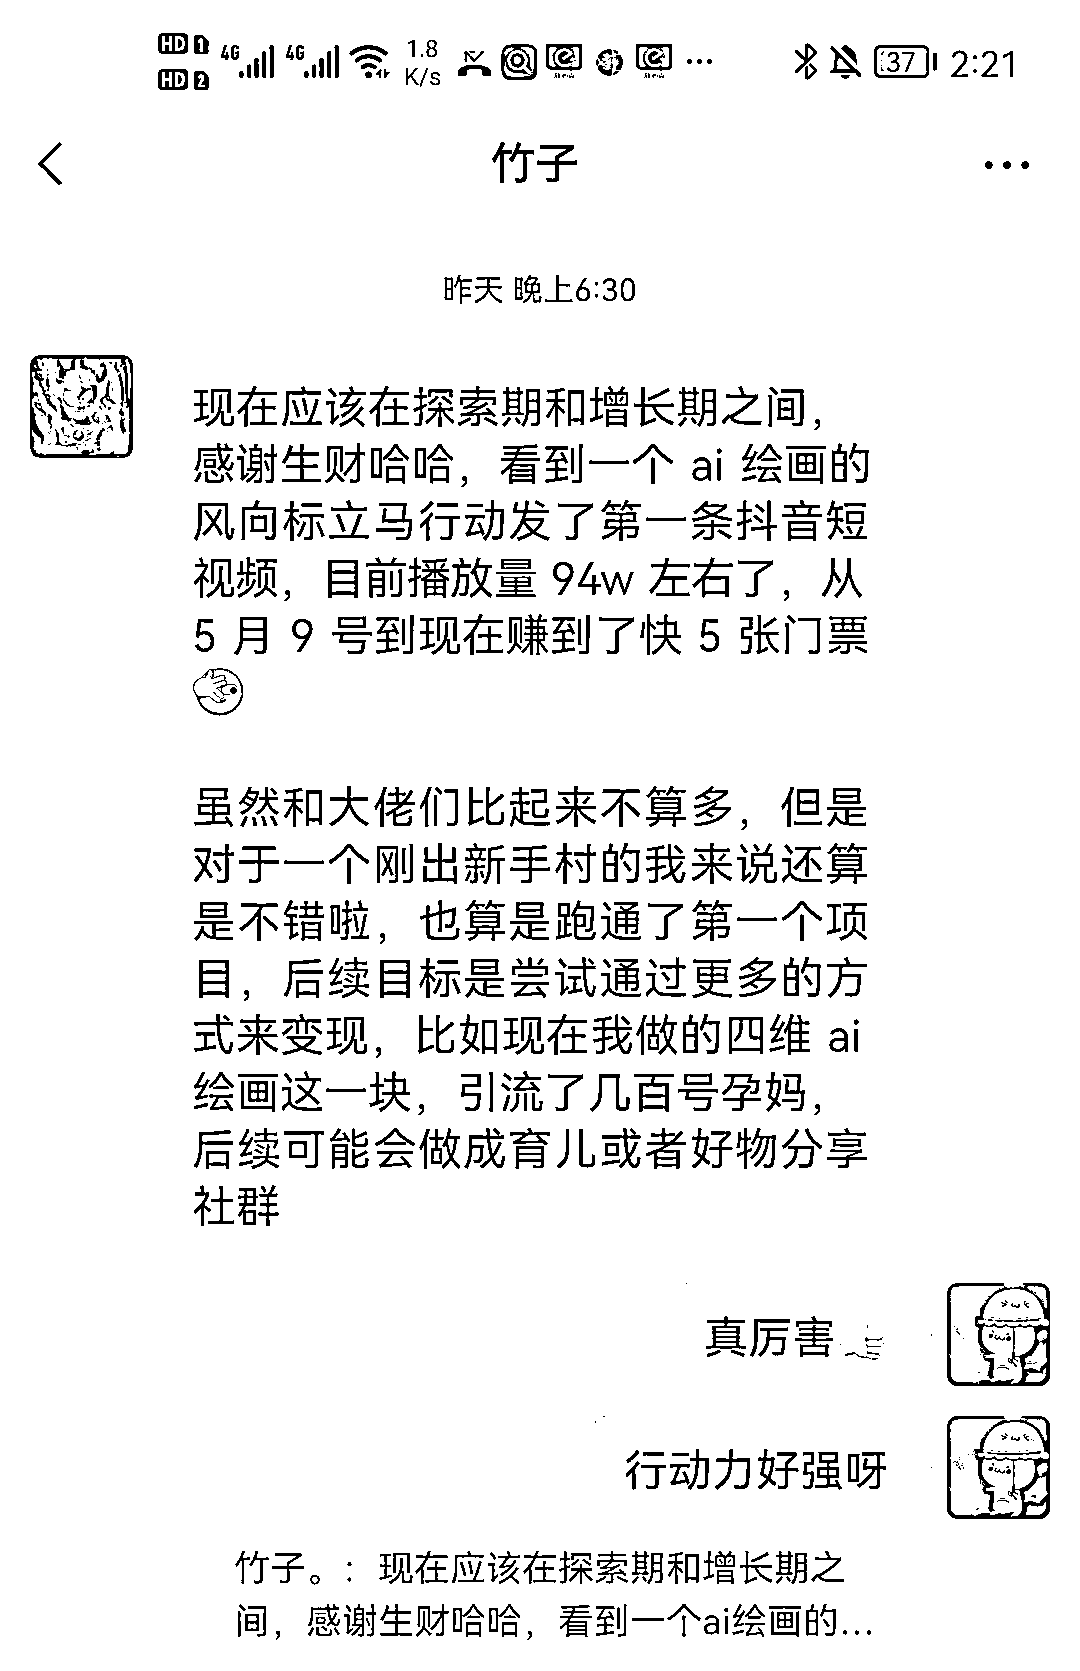 HD 1 4G 4G 1.8 37 2:21
HD 2 K/s
竹子
昨天 晚上6:30
现在应该在探索期和增长期之间，
感谢生财哈哈，看到一个 ai 绘画的
风向标立马行动发了第一条抖音短
视频，目前播放量 94w 左右了，从
5 月 9 号到现在赚到了快 5 张门票
虽然和大佬们比起来不算多，但是
对于一个刚出新手村的我来说还算
是不错啦，也算是跑通了第一个项
目，后续目标是尝试通过更多的方
式来变现，比如现在我做的四维 ai
绘画这一块，引流了几百号孕妈，
后续可能会做成育儿或者好物分享
社群
真厉害
行动力好强呀
竹子。：现在应该在探索期和增长期之
间，感谢生财哈哈，看到一个ai绘画的...